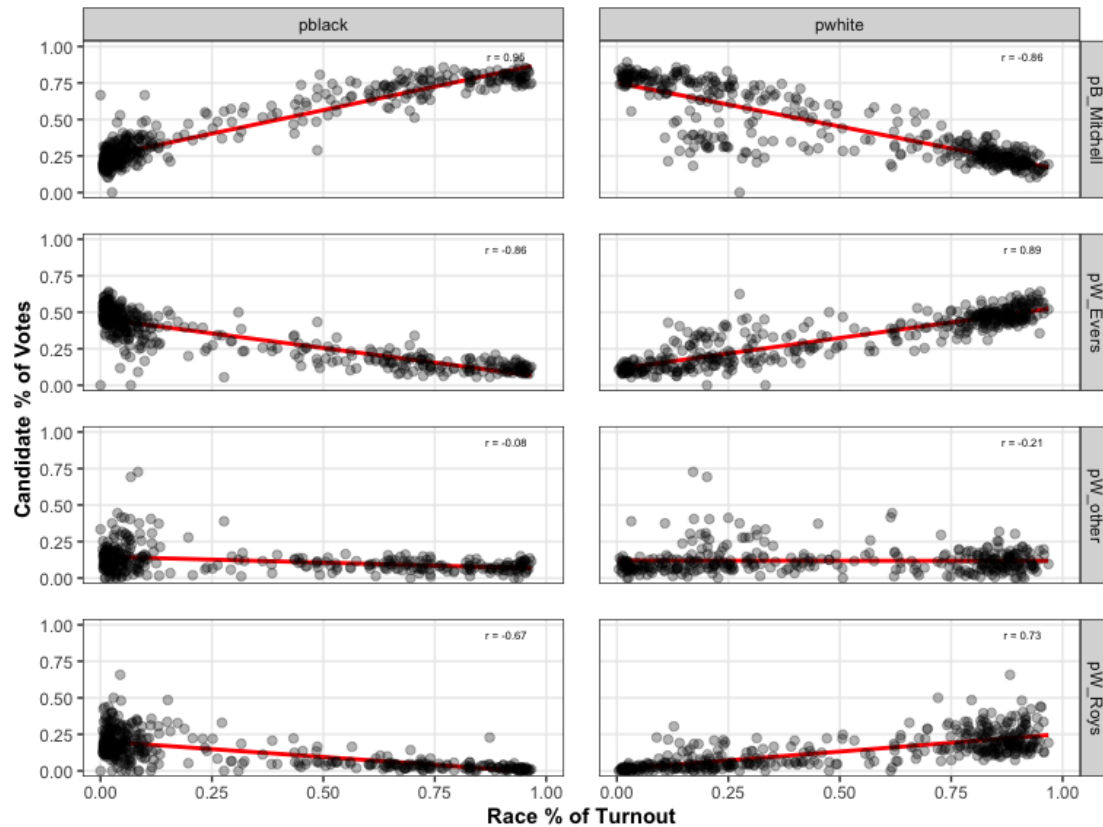 pblack
pwhite
1.00
0.75
0.50
0.25
0.00
r = 0.95
r = -0.86
pB_Mitchell
1.00
0.75
0.50
0.25
0.00
r = -0.86
r = 0.89
pW_Evers
1.00
0.75
0.50
0.25
0.00
r = -0.08
r = -0.21
pW_other
1.00
0.75
0.50
0.25
0.00
r = -0.67
r = 0.73
pW_Roys
Candidate % of Votes
0.00 0.25 0.50 0.75 1.00 0.00 0.25 0.50 0.75 1.00
Race % of Turnout